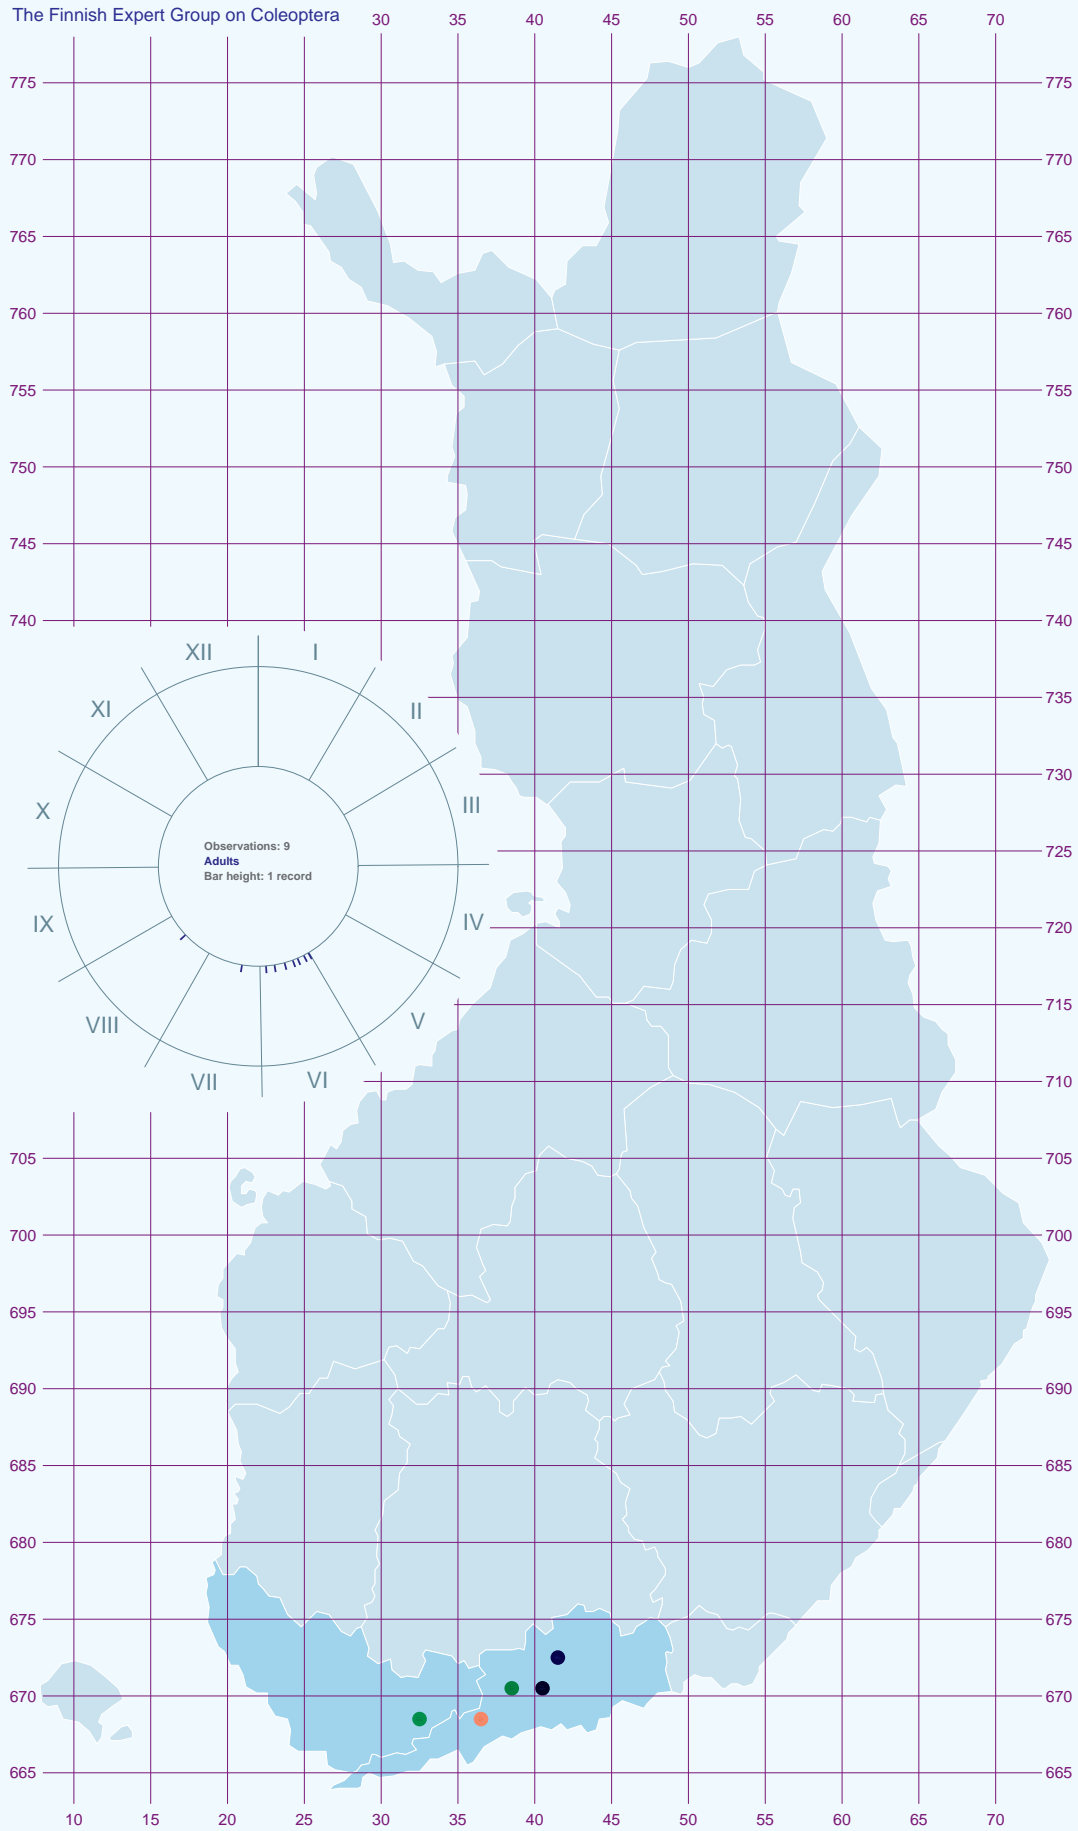 The Finnish Expert Group on Coleoptera
30 35 40 45 50 55 60 65 70
775 775
770 770
765 765
760 760
755 755
750 750
745 745
740 740
XII I
XI II
735
730
X III
725
Observations: 9
Adults
Bar height: 1 record
IX IV
720
VIII V
715
VII VI
710
705 705
700 700
695 695
690 690
685 685
680 680
675 675
670 670
665 665
10 15 20 25 30 35 40 45 50 55 60 65 70